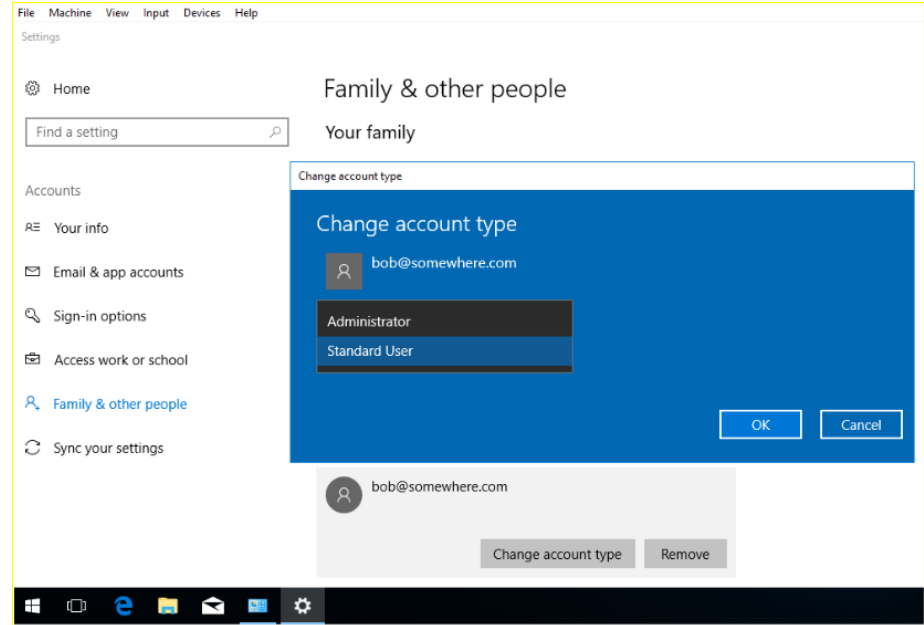 File Machine View Input Devices Help
Settings
Home
Find a setting
Accounts
Your info
Email & app accounts
Sign-in options
Access work or school
Family & other people
Sync your settings
Family & other people
Your family
Change account type
Change account type
bob@somewhere.com
Administrator
Standard User
OK Cancel
bob@somewhere.com
Change account type Remove